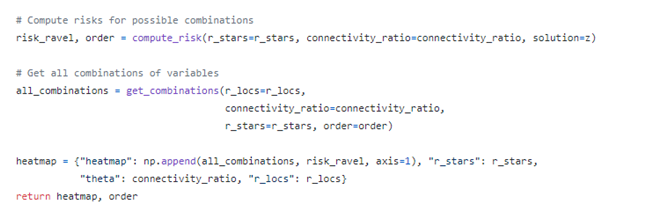 # Compute risks for possible combinations
risk_ravel, order = compute_risk(r_stars=r_stars, connectivity_ratio=connectivity_ratio, solution=z)
# Get all combinations of variables
all_combinations = get_combinations(r_locs=r_locs,
connectivity_ratio=connectivity_ratio,
r_stars=r_stars, order=order)
heatmap = {"heatmap": np.append(all_combinations, risk_ravel, axis=1), "r_stars": r_stars,
"theta": connectivity_ratio, "r_locs": r_locs}
return heatmap, order